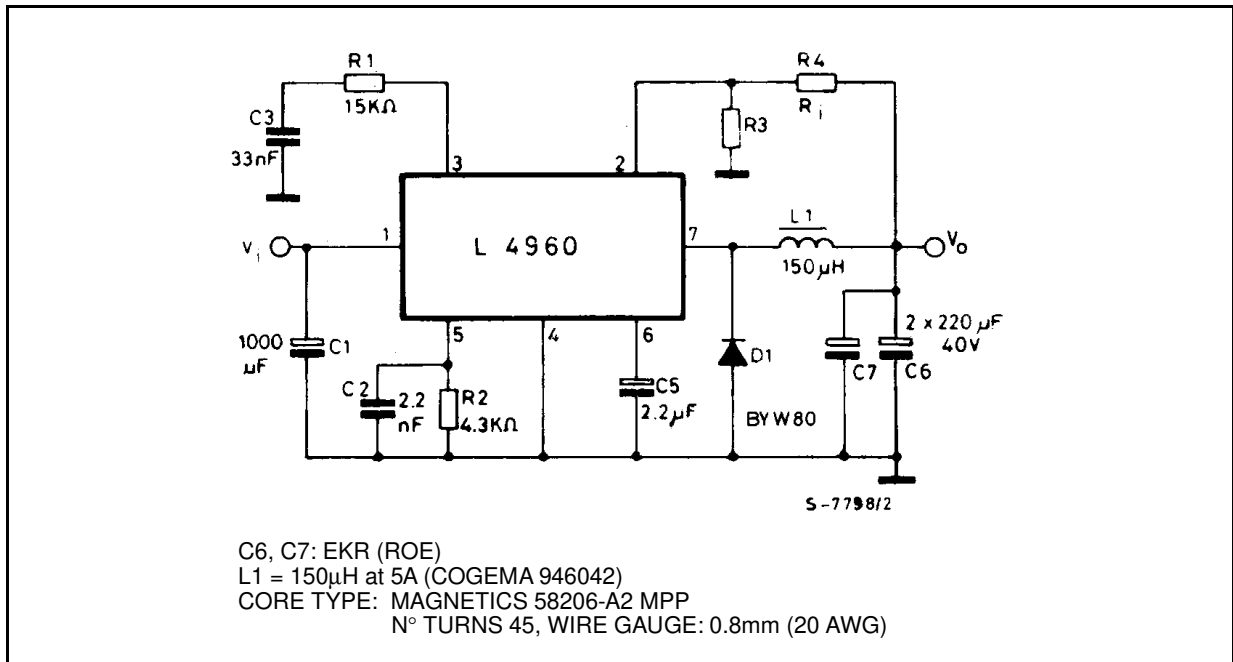 R1
15KΩ
C3
33nF
3
R4
R i
R3
2
V i
1
L 4960
7
L1
150µH
V o
1000
µF
C1
5
4
6
C2
2.2
nF
R2
4.3KΩ
C5
2.2µF
D1
BYW80
C7
C6
2 x 220 µF
40V
S-7798/2
C6, C7: EKR (ROE)
L1 = 150µH at 5A (COGEMA 946042)
CORE TYPE: MAGNETICS 58206-A2 MPP
N° TURNS 45, WIRE GAUGE: 0.8mm (20 AWG)